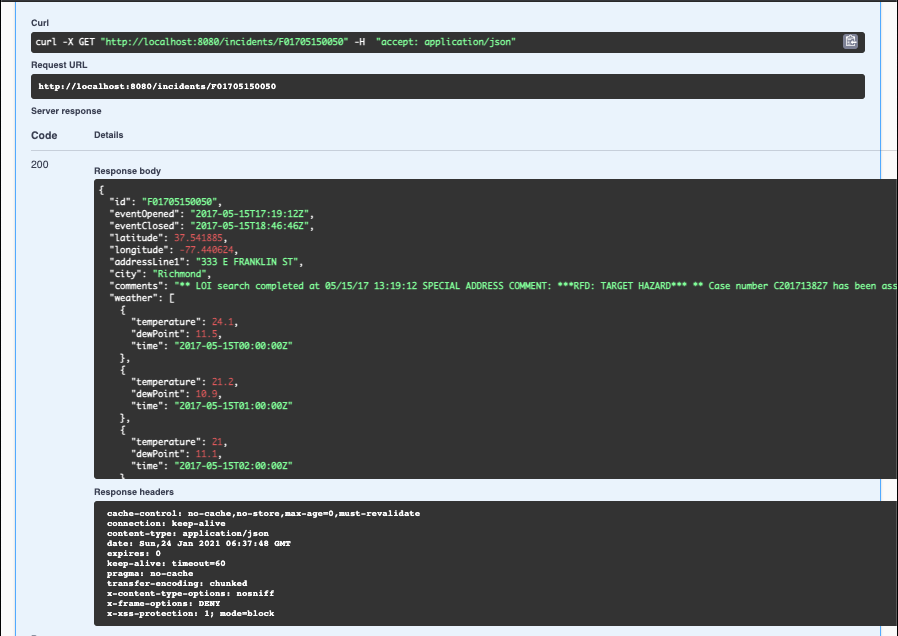 Curl
curl -X GET "http://localhost:8080/incidents/F01705150050" -H  "accept: application/json"
Request URL
http://localhost:8080/incidents/F01705150050
Server response
Code Details
200
Response body
{
"id": "F01705150050",
"eventOpened": "2017-05-15T17:19:12Z",
"eventClosed": "2017-05-15T18:46:46Z",
"latitude": 37.541885,
"longitude": -77.440624,
"addressLine1": "333 E FRANKLIN ST",
"city": "Richmond",
"comments": "** LOI search completed at 05/15/17 13:19:12 SPECIAL ADDRESS COMMENT: ***RFD: TARGET HAZARD*** ** Case number C201713827 has been ass
"weather": [
{
"temperature": 24.1,
"dewPoint": 11.5,
"time": "2017-05-15T00:00:00Z"
},
{
"temperature": 21.2,
"dewPoint": 10.9,
"time": "2017-05-15T01:00:00Z"
},
{
"temperature": 21,
"dewPoint": 11.1,
"time": "2017-05-15T02:00:00Z"
}
Response headers
cache-control: no-cache,no-store,max-age=0,must-revalidate
connection: keep-alive
content-type: application/json
date: Sun,24 Jan 2021 06:37:48 GMT
expires: 0
keep-alive: timeout=60
pragma: no-cache
transfer-encoding: chunked
x-content-type-options: nosniff
x-frame-options: DENY
x-xss-protection: 1; mode=block